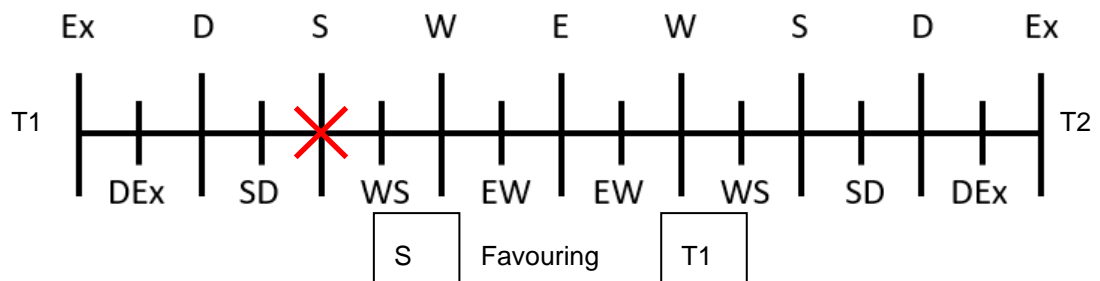 Ex D S W E W S D Ex
T1 T2
DEx SD WS EW EW WS SD DEx
S Favouring T1